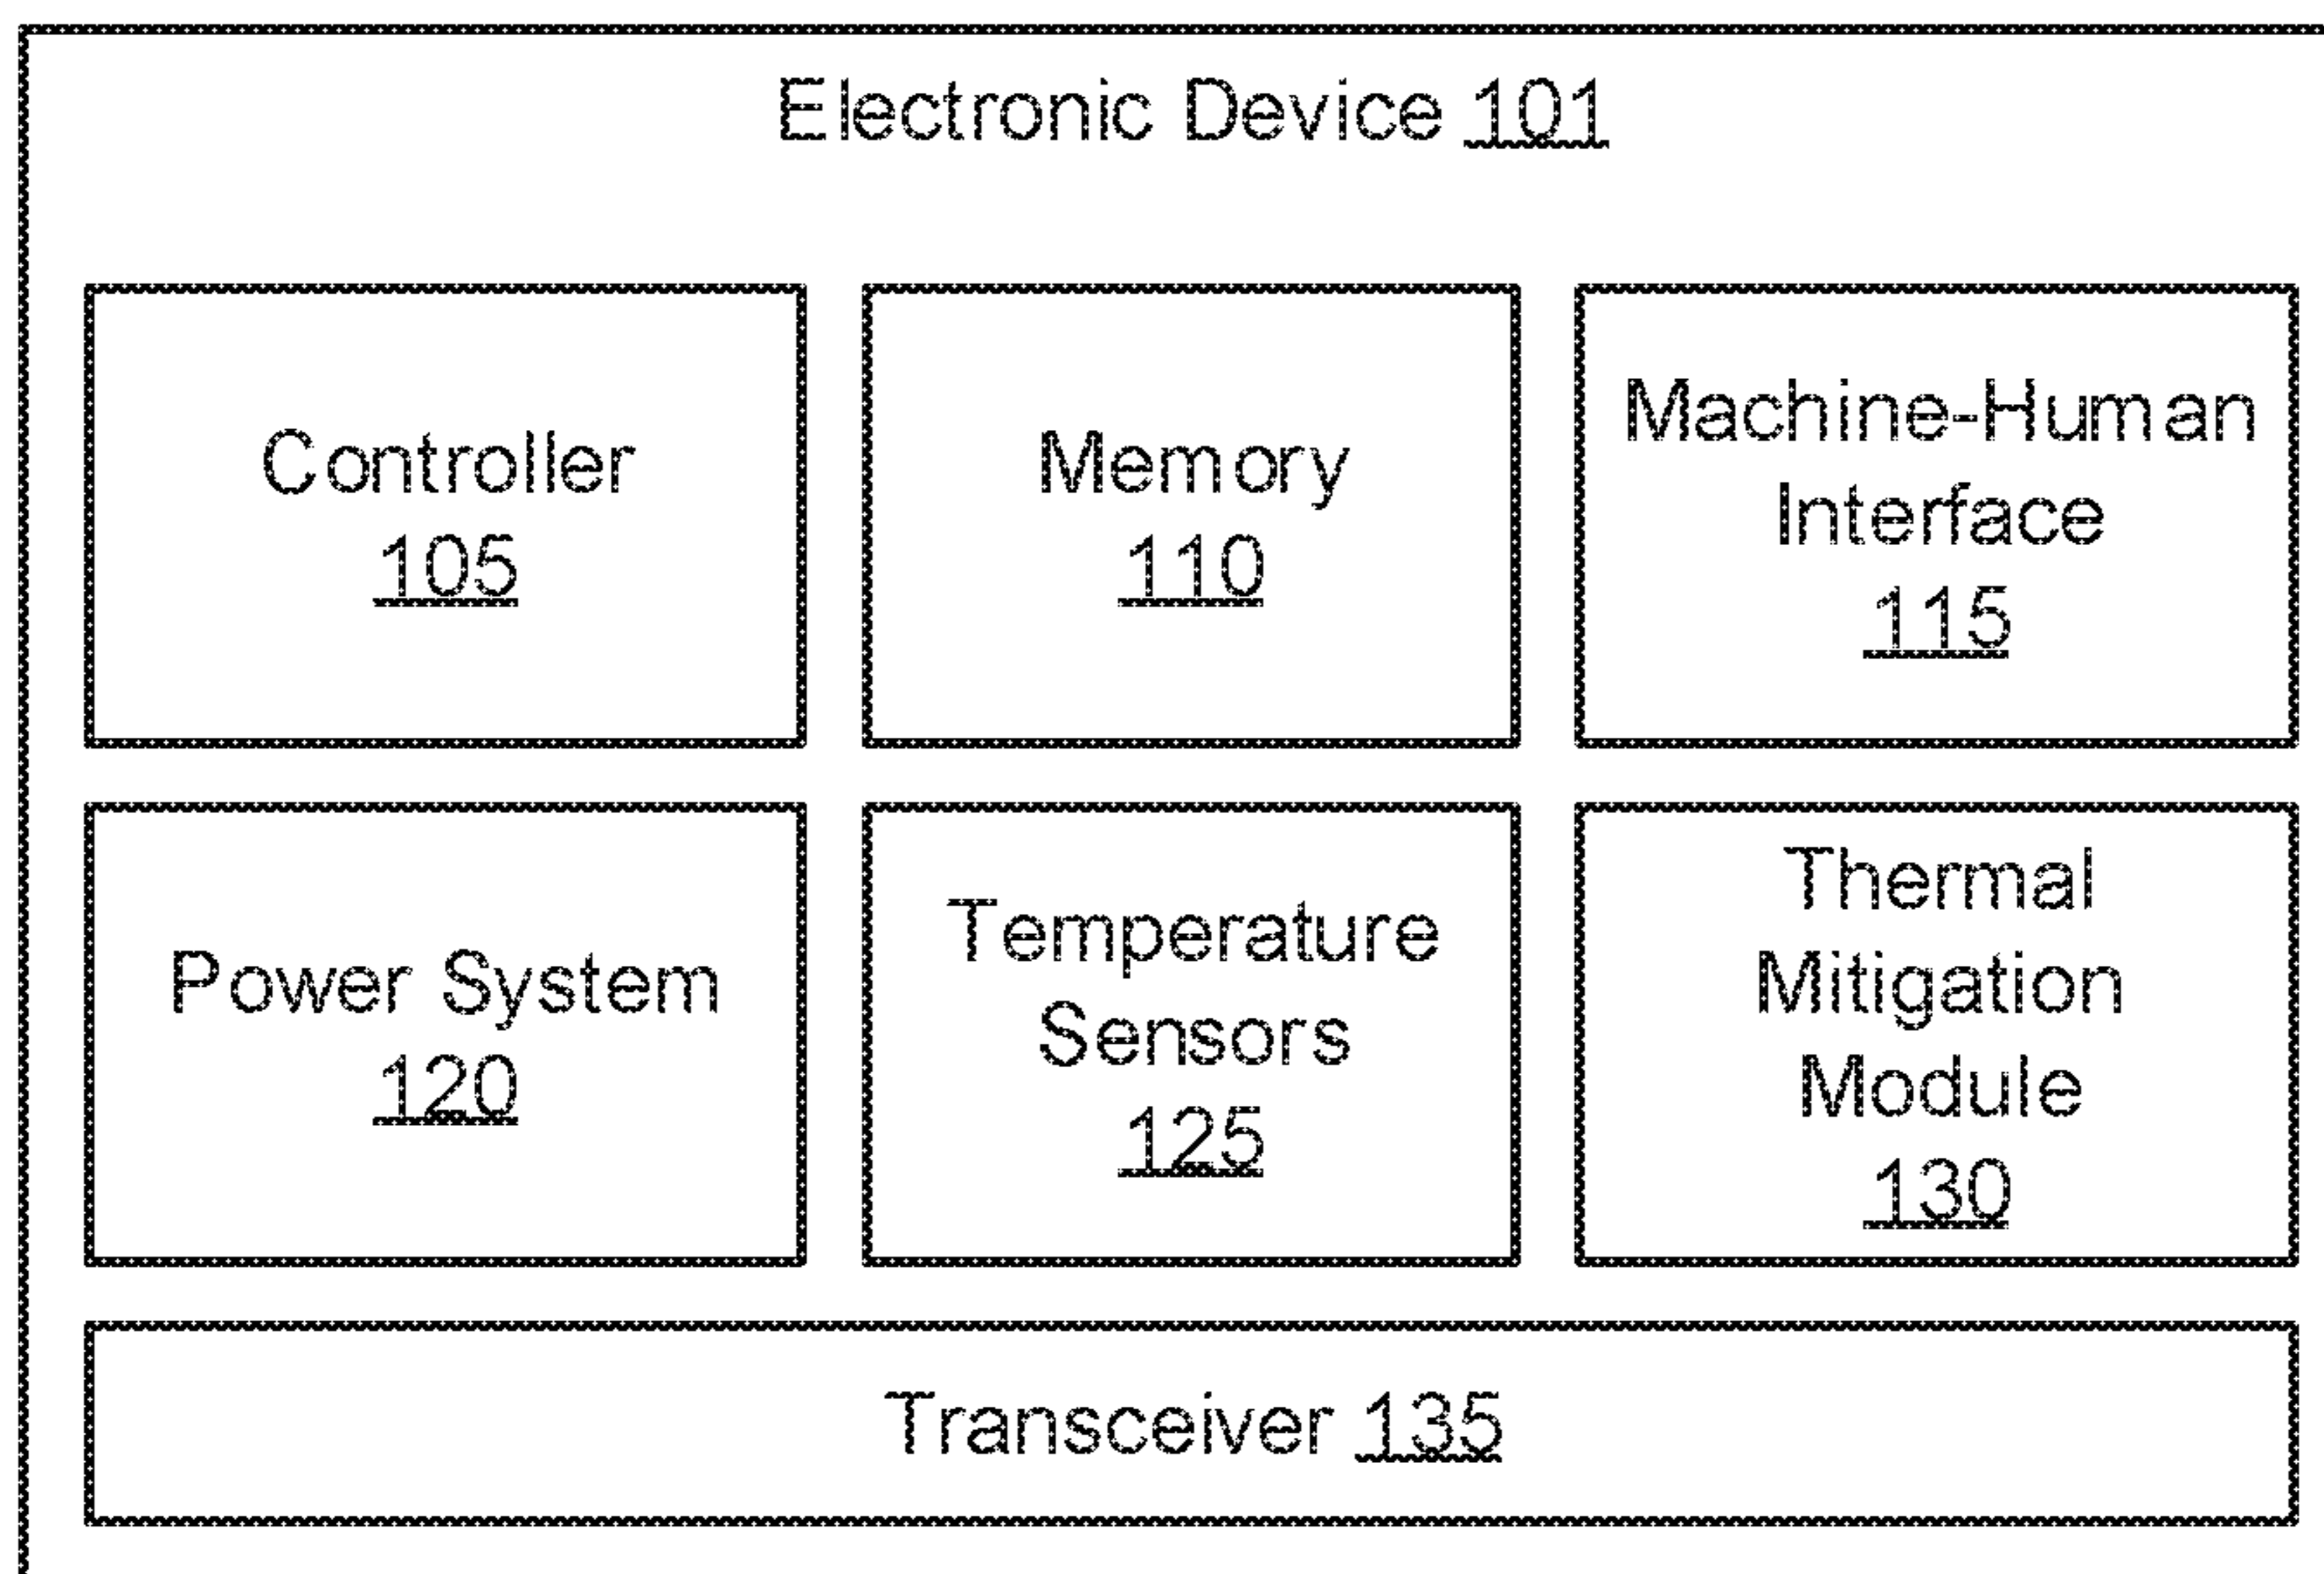 Electronic Device 101
Controller
105
Memory
110
Machine-Human
Interface
115
Power System
120
Temperature
Sensors
125
Thermal
Mitigation
Module
130
Transceiver 135